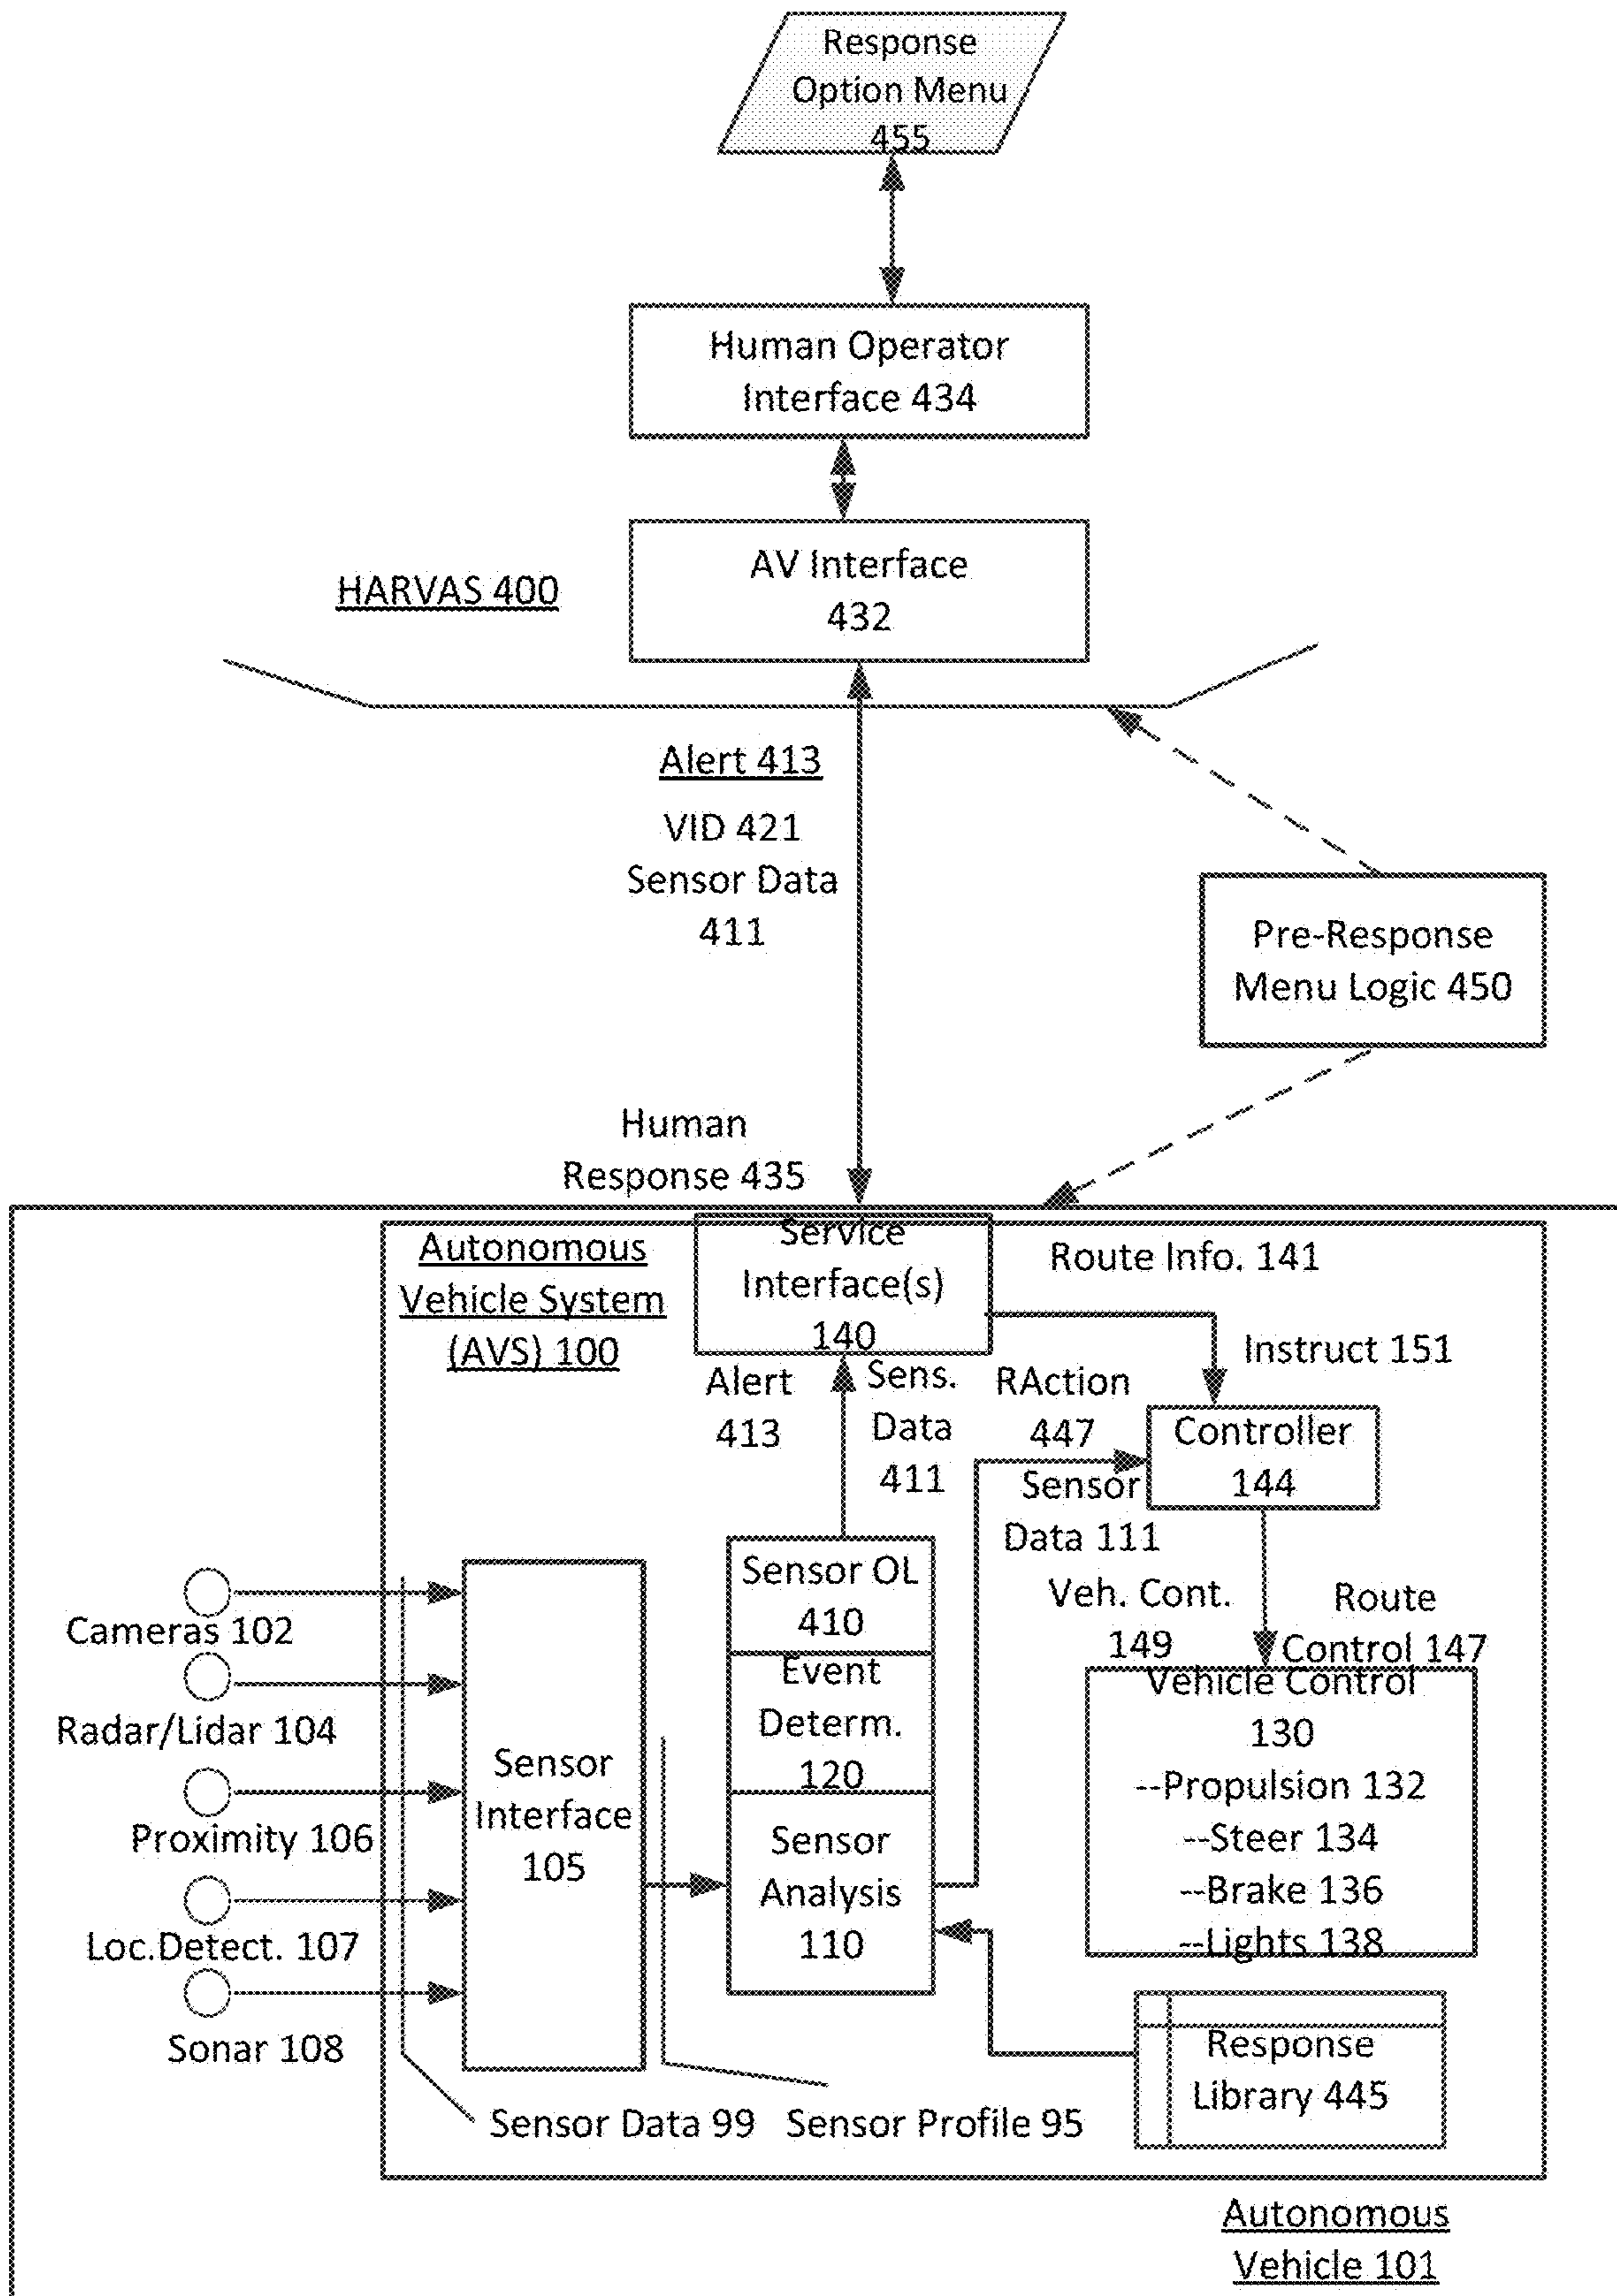 Response
Option Menu
455
Human Operator
Interface 434
AV Interface
432
HARVAS 400
Alert 413
VID 421
Sensor Data
411
Pre-Response
Menu Logic 450
Human
Response 435
Autonomous
Vehicle System
(AVS) 100
Service
Interface(s)
140
Route Info. 141
Instruct 151
Alert
413
Sens.
Data
411
RAction
447
Sensor
Data 111
Controller
144
Sensor OL
410
Event
Determ.
120
Sensor
Analysis
110
Veh. Cont.
149
Route
Control 147
Vehicle Control
130
--Propulsion 132
--Steer 134
--Brake 136
--Lights 138
Cameras 102
Radar/Lidar 104
Proximity 106
Loc.Detect. 107
Sonar 108
Sensor
Interface
105
Response
Library 445
Sensor Data 99
Sensor Profile 95
Autonomous
Vehicle 101